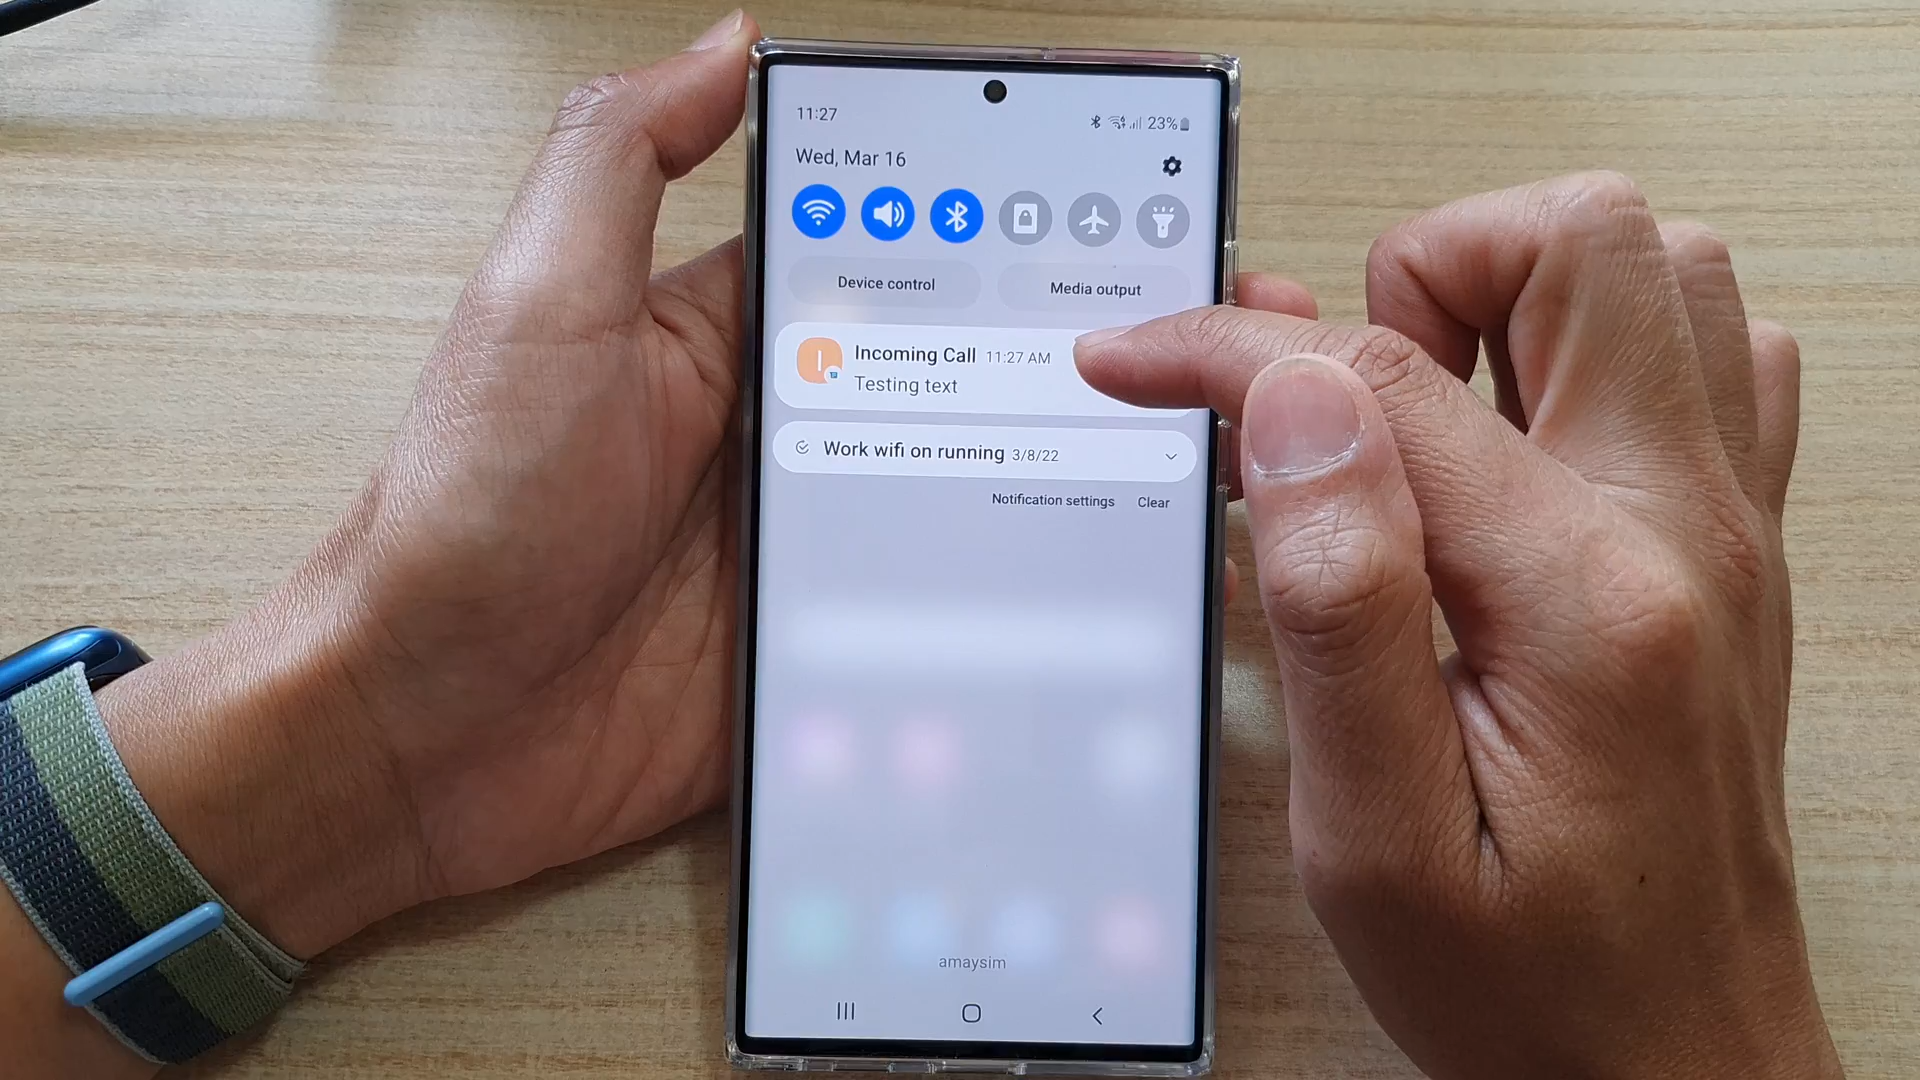 11:27
23%
Wed, Mar 16
Device control
Media output
I
Incoming Call 11:27 AM
Testing text
Work wifi on running 3/8/22
Notification settings
Clear
amaysim